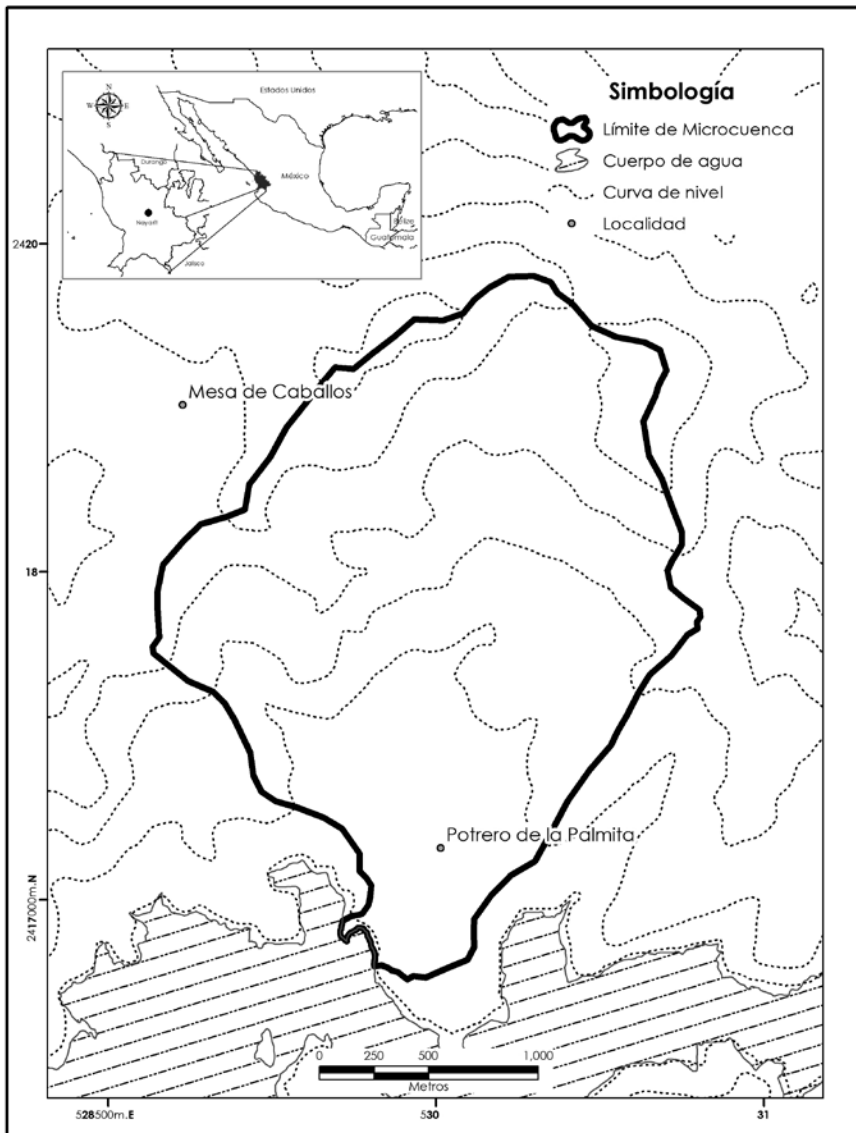 N
W
E
S
Estados Unidos
México
Durango
Nayarit
Jalisco
Belize
Guatemala
Simbología
Límite de Microcuenca
Cuerpo de agua
Curva de nivel
Localidad
2420
Mesa de Caballos
18
Potrero de la Palmita
2417000m.N
0 250 500 1,000
Metros
528500m.E 530 31